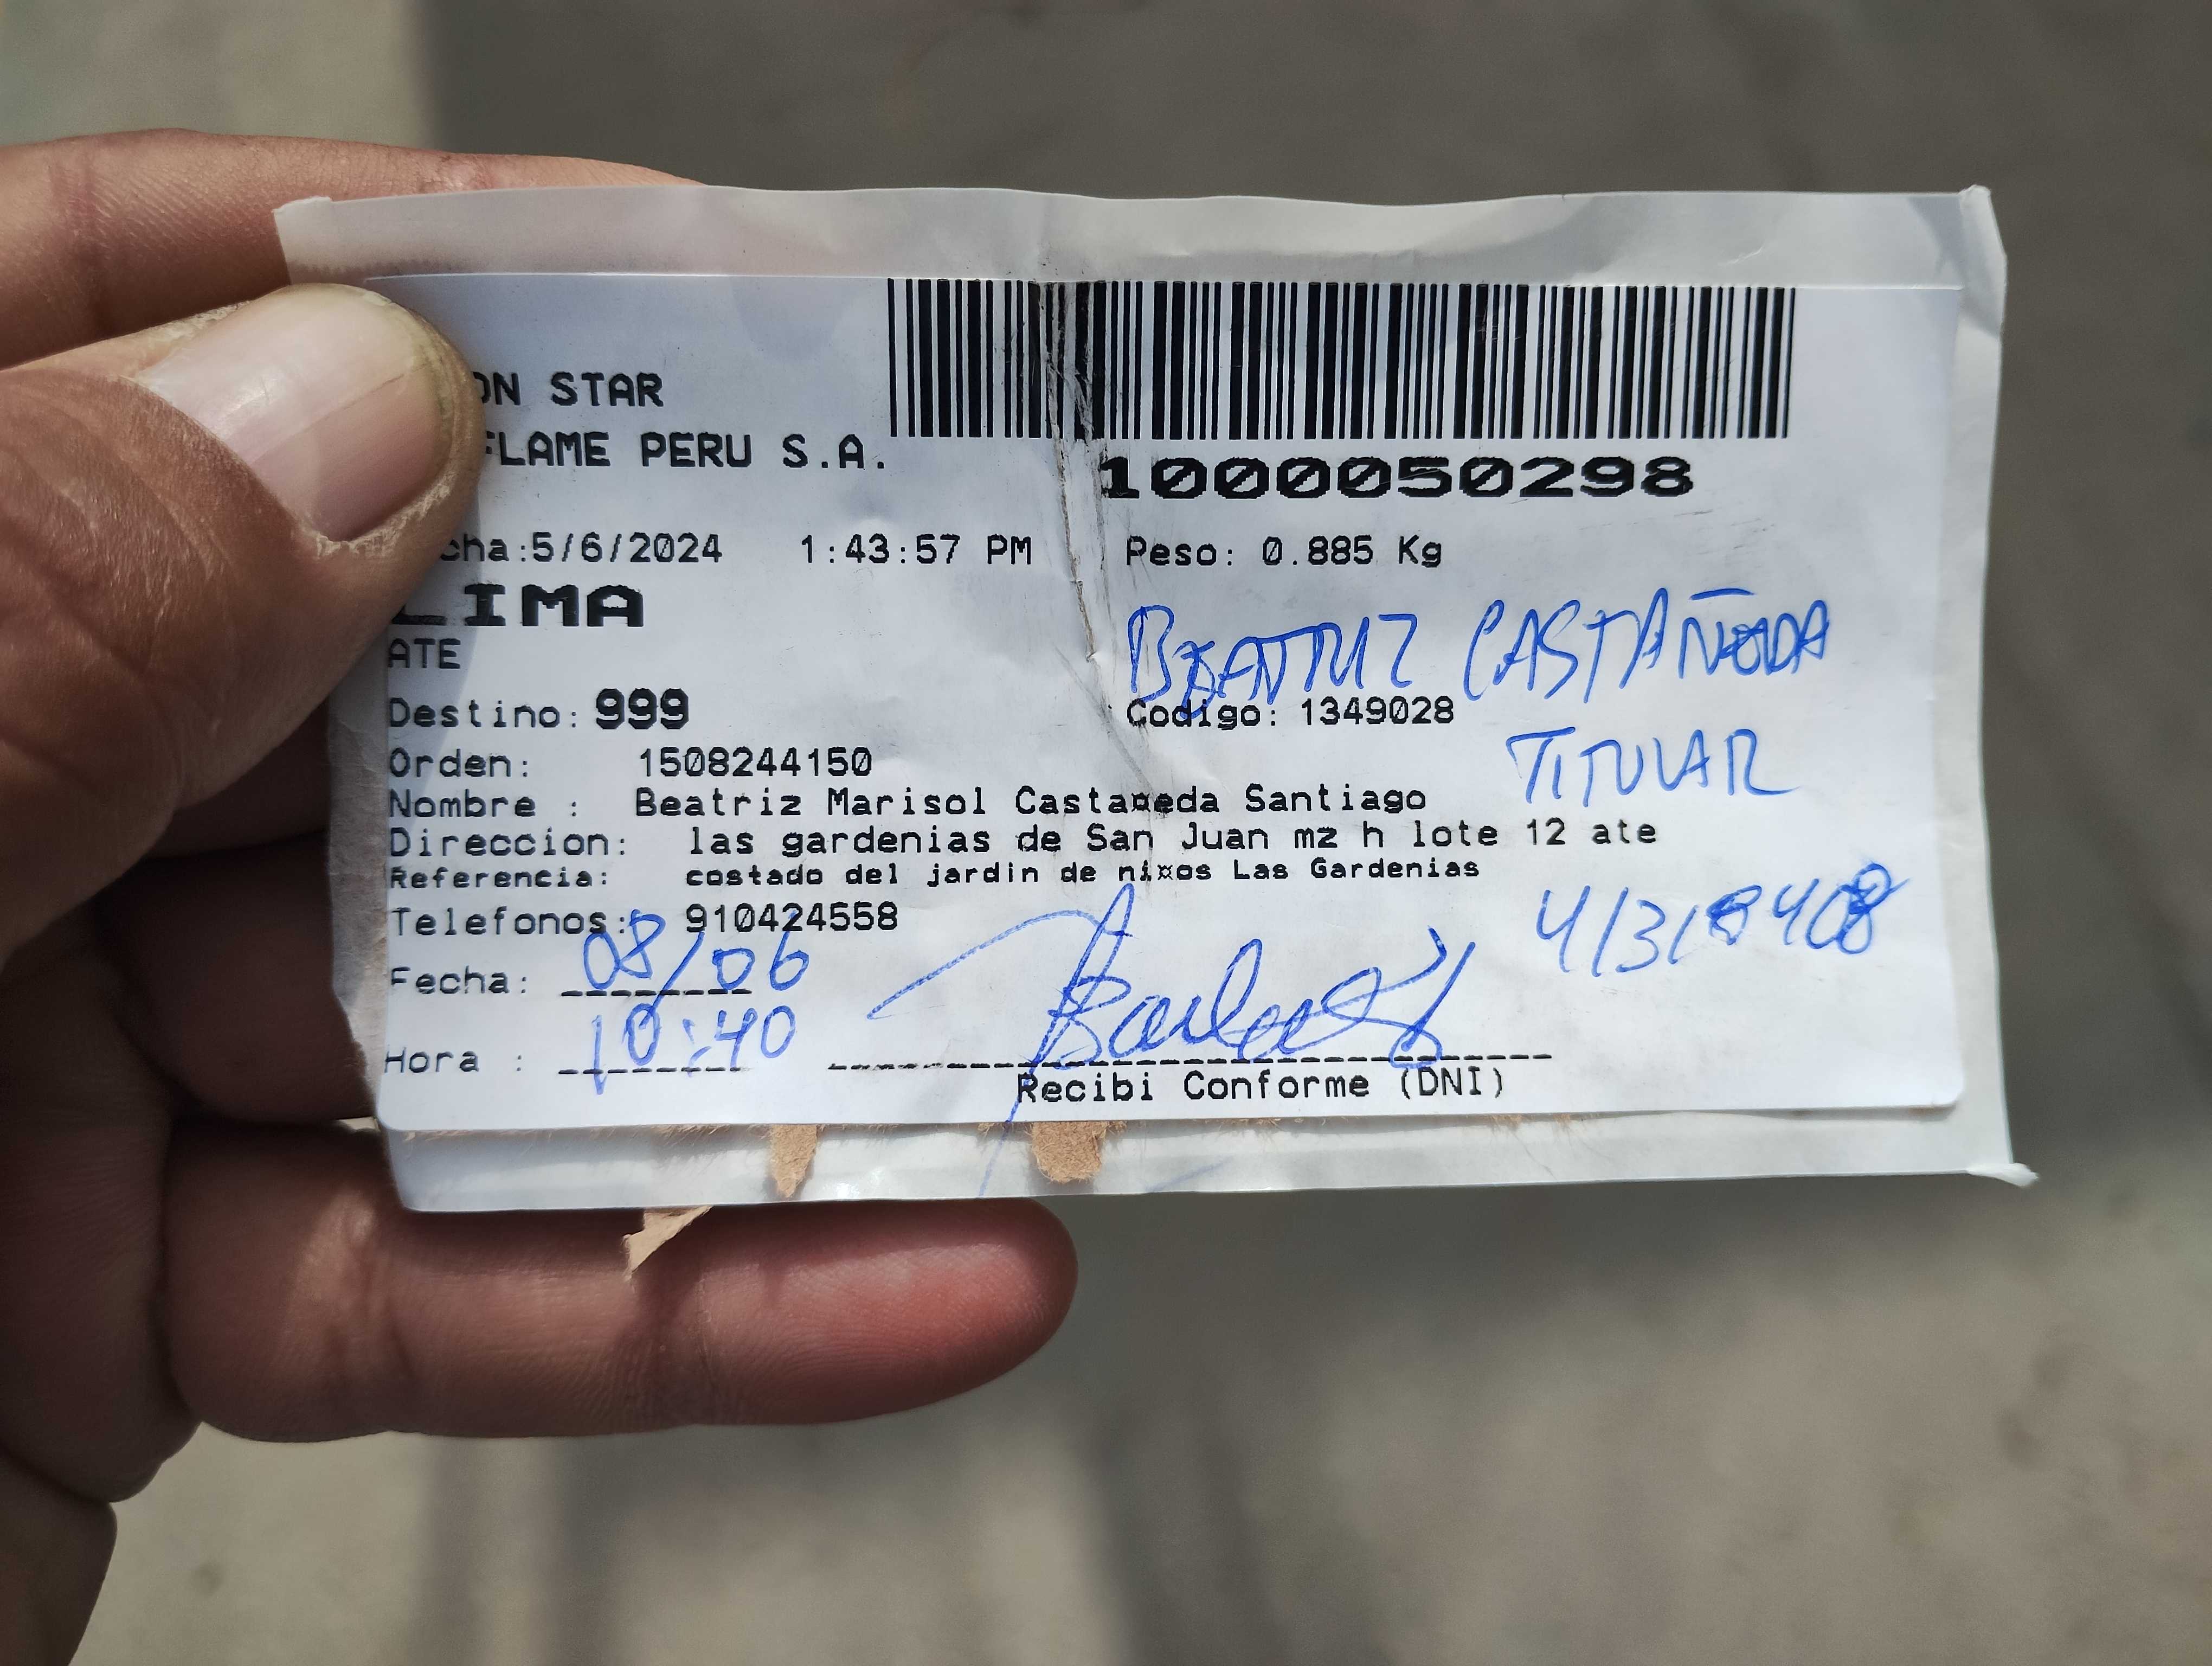 ON STAR
FLAME PERU S.A.
1000050298
cha:5/6/2024 1:43:57 PM Peso: 0.885 Kg
LIMA
ATE
BEATRIZ CASTAÑEDA
Destino: 999 Codigo: 1349028
TITULAR
Orden: 1508244150
Nombre : Beatriz Marisol Casta¤eda Santiago
Direccion: las gardenias de San Juan mz h lote 12 ate
Referencia: costado del jardin de ni¤os Las Gardenias
Telefonos: 910424558
Fecha: 08/06
Hora : 10:40
Recibi Conforme (DNI)